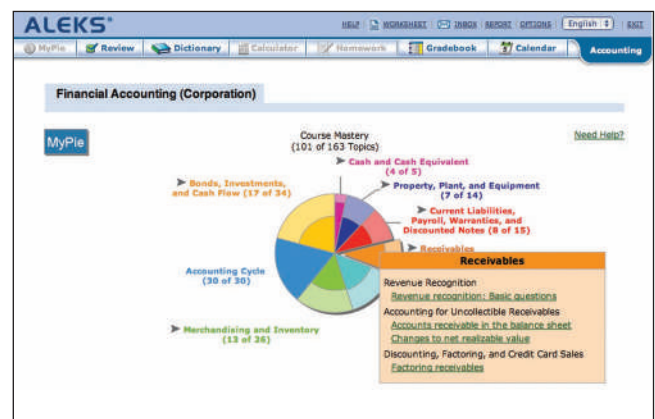 ALEKS®
HELP WORKSHEET INBOX REPORT OPTIONS English EXIT
MyPie Review Dictionary Calculator Homework Gradebook Calendar Accounting
Financial Accounting (Corporation)
MyPie
Need Help?
Course Mastery
(101 of 163 Topics)
Cash and Cash Equivalent
(4 of 5)
Bonds, Investments,
and Cash Flow (17 of 34)
Property, Plant, and Equipment
(7 of 14)
Current Liabilities,
Payroll, Warranties, and
Discounted Notes (8 of 15)
Receivables
Receivables
Revenue Recognition
Revenue recognition: Basic questions
Accounting for Uncollectible Receivables
Accounts receivable in the balance sheet
Changes to net realizable value
Discounting, Factoring, and Credit Card Sales
Factoring receivables
Accounting Cycle
(30 of 30)
Merchandising and Inventory
(13 of 36)